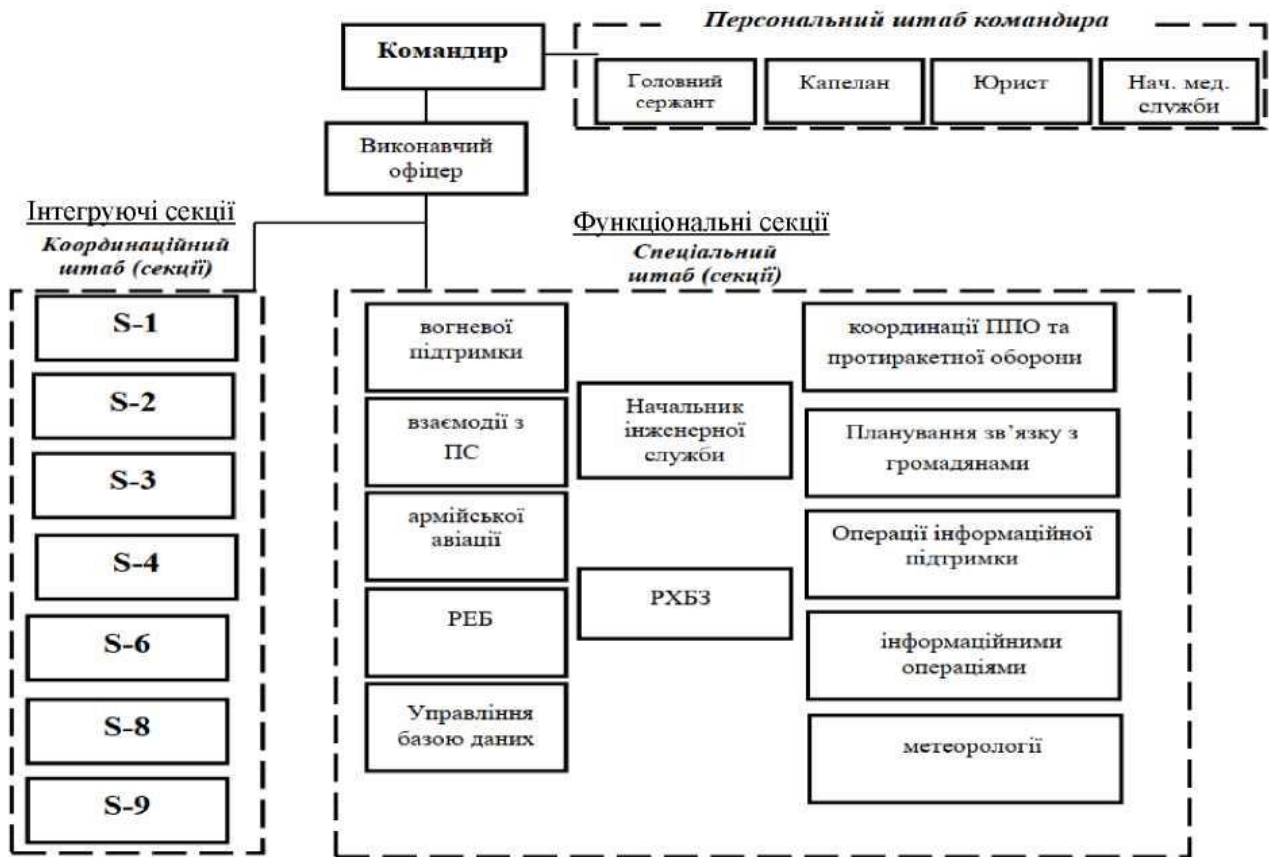 Персональний штаб командира
Командир
Головний
сержант
Капелан
Юрист
Нач. мед.
служби
Виконавчий
офіцер
Інтегруючі секції
Координаційний
штаб (секції)
S-1
S-2
S-3
S-4
S-6
S-8
S-9
Функціональні секції
Спеціальний
штаб (секції)
вогневої
підтримки
взаємодії з
ПС
армійської
авіації
РЕБ
Управління
базою даних
Начальник
інженерної
служби
РХБЗ
координації ППО та
протиракетної оборони
Планування зв’язку з
громадянами
Операції інформаційної
підтримки
інформаційними
операціями
метеорології